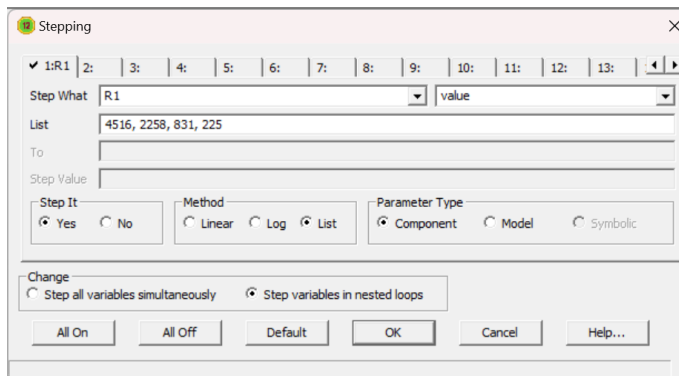 12 Stepping
1:R1 2: 3: 4: 5: 6: 7: 8: 9: 10: 11: 12: 13:
Step What R1 value
List 4516, 2258, 831, 225
To
Step Value
Step It Method Parameter Type
Yes No Linear Log List Component Model Symbolic
Change
Step all variables simultaneously Step variables in nested loops
All On All Off Default OK Cancel Help...